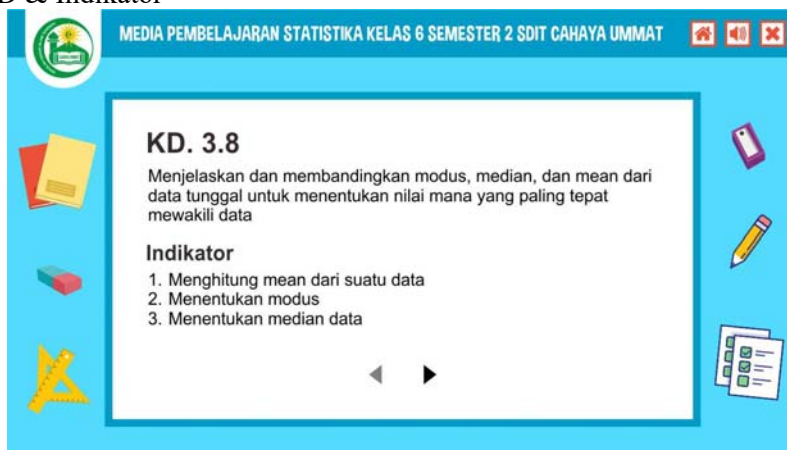 D & Indikator
MEDIA PEMBELAJARAN STATISTIKA KELAS 6 SEMESTER 2 SDIT CAHAYA UMMAT
KD. 3.8
Menjelaskan dan membandingkan modus, median, dan mean dari
data tunggal untuk menentukan nilai mana yang paling tepat
mewakili data
Indikator
1. Menghitung mean dari suatu data
2. Menentukan modus
3. Menentukan median data